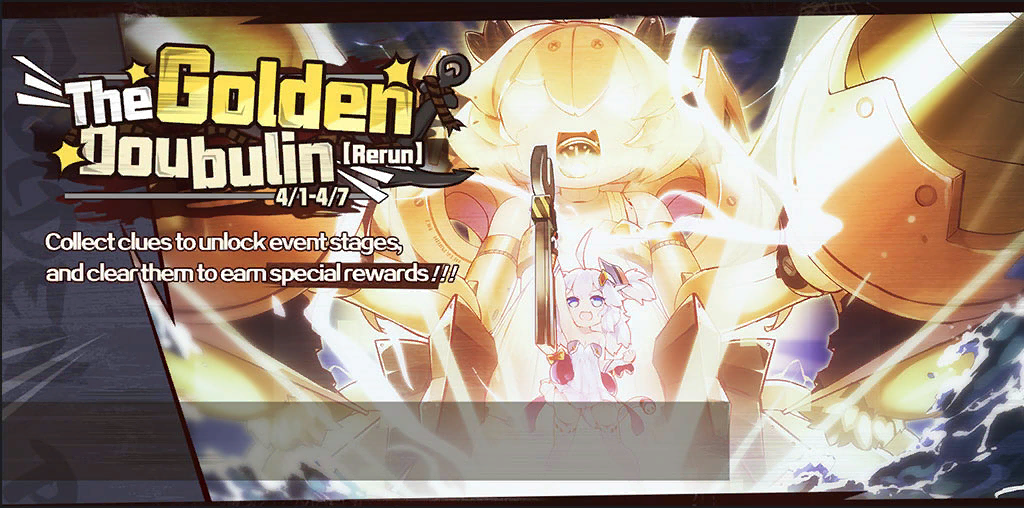 The Golden
Doubulin [Rerun]
4/1-4/7
Collect clues to unlock event stages,
and clear them to earn special rewards!!!